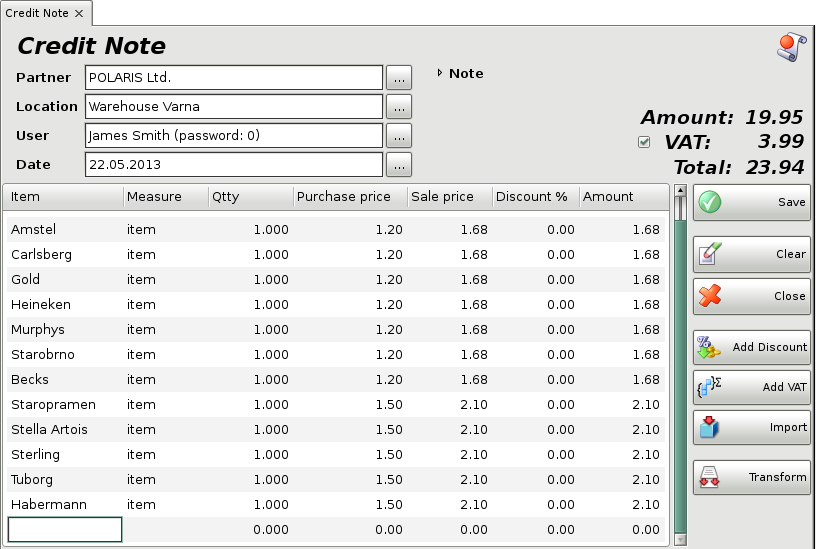 Credit Note
Credit Note
Partner POLARIS Ltd. ... Note
Location Warehouse Varna ...
User James Smith (password: 0) ...
Date 22.05.2013 ...
Amount: 19.95
VAT: 3.99
Total: 23.94
Item Measure Qtty Purchase price Sale price Discount % Amount
Amstel item 1.000 1.20 1.68 0.00 1.68
Carlsberg item 1.000 1.20 1.68 0.00 1.68
Gold item 1.000 1.20 1.68 0.00 1.68
Heineken item 1.000 1.20 1.68 0.00 1.68
Murphys item 1.000 1.20 1.68 0.00 1.68
Starobrno item 1.000 1.20 1.68 0.00 1.68
Becks item 1.000 1.20 1.68 0.00 1.68
Staropramen item 1.000 1.50 2.10 0.00 2.10
Stella Artois item 1.000 1.50 2.10 0.00 2.10
Sterling item 1.000 1.50 2.10 0.00 2.10
Tuborg item 1.000 1.50 2.10 0.00 2.10
Habermann item 1.000 1.50 2.10 0.00 2.10
0.000 0.00 0.00 0.00 0.00
Save
Clear
Close
Add Discount
Add VAT
Import
Transform